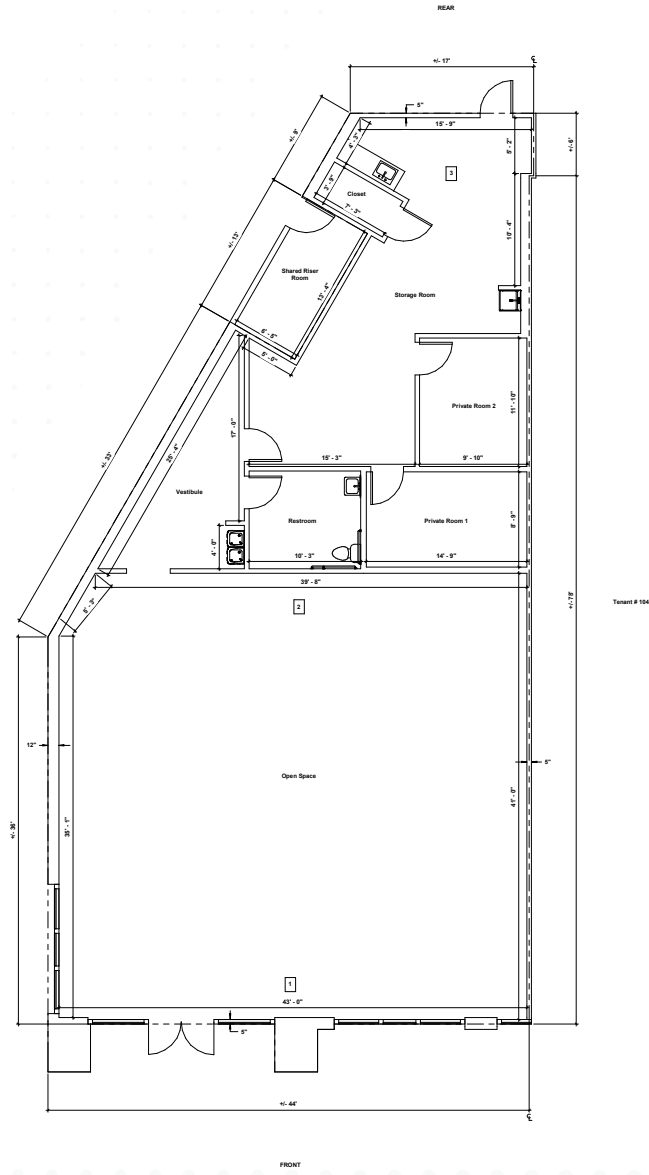 REAR
+/- 17'
℄
5"
15' - 9"
+/- 9'
4' - 3"
5' - 2"
+/- 6'
3
3' - 9"
Closet
7' - 3"
+/- 13'
10' - 4"
Shared Riser
Room
13' - 4"
Storage Room
6' - 5"
5' - 0"
17' - 0"
11' - 10"
Private Room 2
+/- 33'
25' - 4"
15' - 3"
9' - 10"
Vestibule
Restroom
Private Room 1
8' - 9"
4' - 0"
10' - 3"
14' - 9"
39' - 8"
5' - 3"
2
+/- 78'
Tenant # 104
12"
5"
Open Space
+/- 36'
35' - 1"
41' - 0"
1
43' - 0"
5"
+/- 44'
℄
FRONT